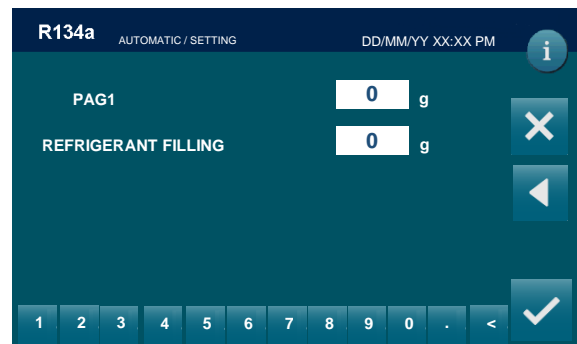 R134a AUTOMATIC / SETTING DD/MM/YY XX:XX PM i
PAG1 0 g
REFRIGERANT FILLING 0 g
1 2 3 4 5 6 7 8 9 0 . <